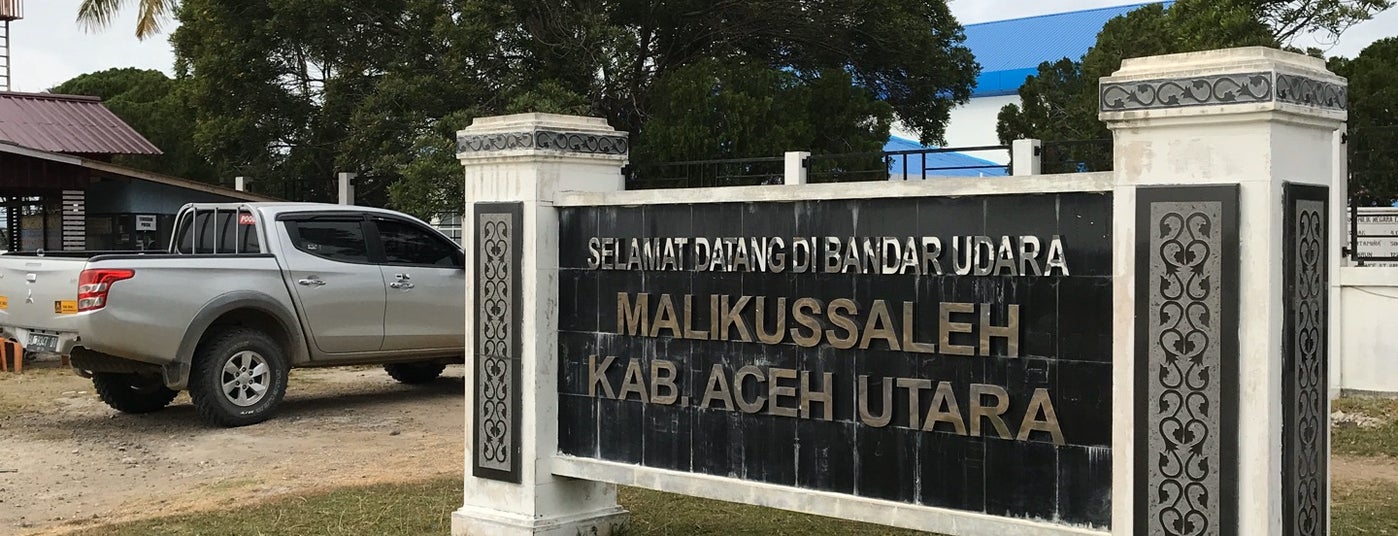 SELAMAT DATANG DI BANDAR UDARA
MALIKUSSALEH
KAB. ACEH UTARA